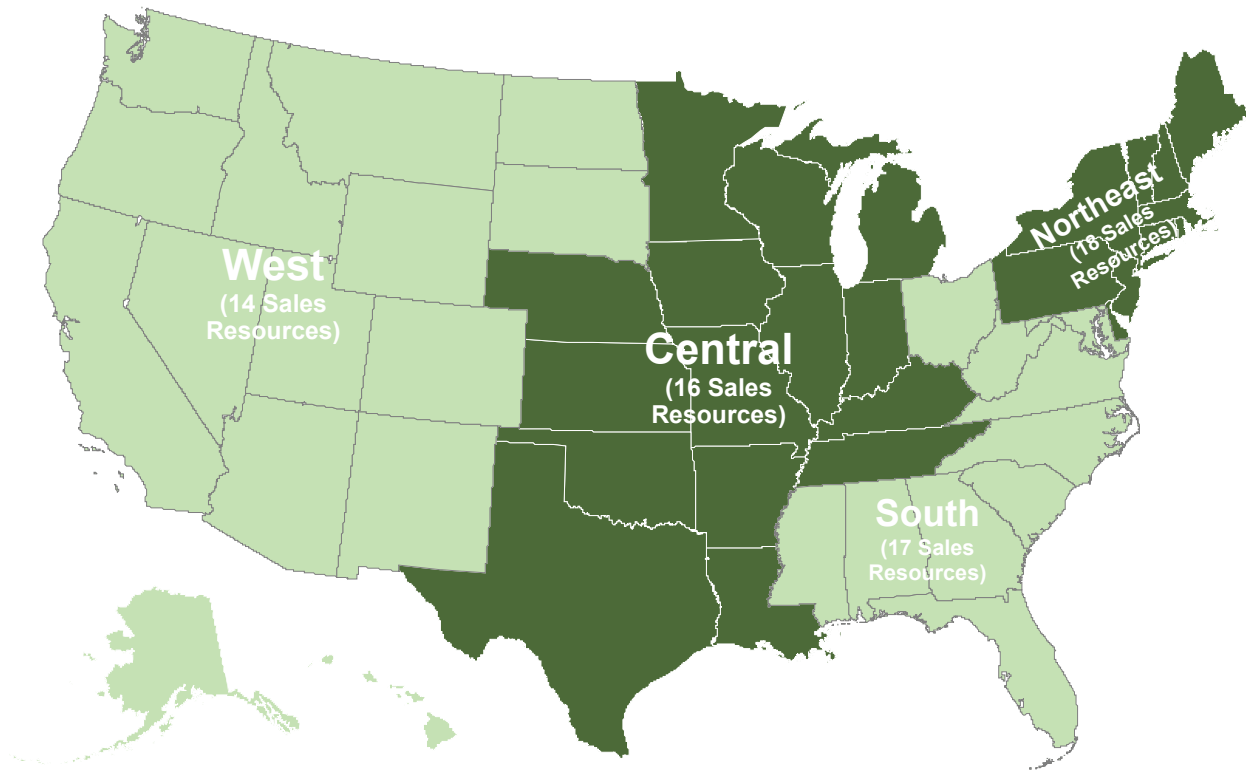 West
(14 Sales
Resources)
Central
(16 Sales
Resources)
Northeast
(18 Sales
Resources)
South
(17 Sales
Resources)